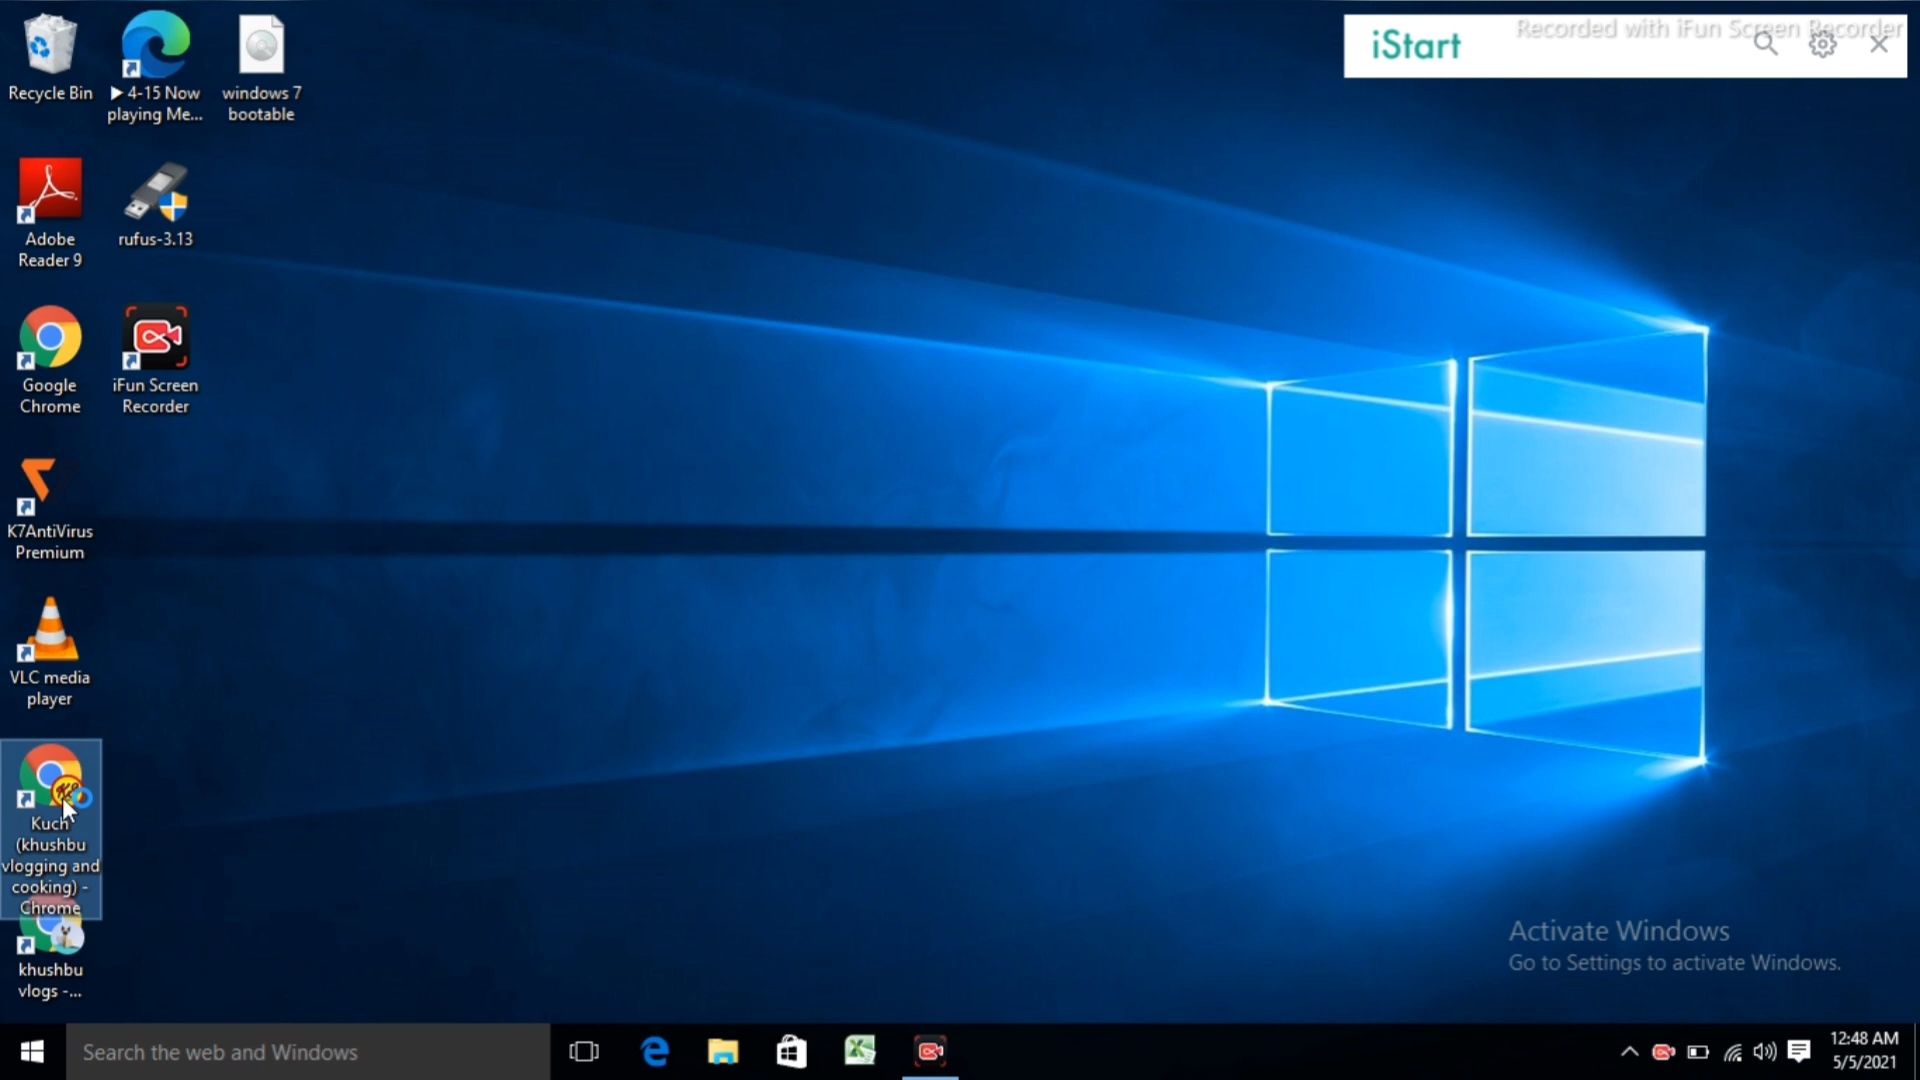 Recorded with iFun Screen Recorder
iStart
Recycle Bin
▶ 4-15 Now
playing Me...
windows 7
bootable
Adobe
Reader 9
rufus-3.13
Google
Chrome
iFun Screen
Recorder
K7AntiVirus
Premium
VLC media
player
Kuch
(khushbu
vlogging and
cooking) -
Chrome
khushbu
vlogs -...
Activate Windows
Go to Settings to activate Windows.
Search the web and Windows
12:48 AM
5/5/2021